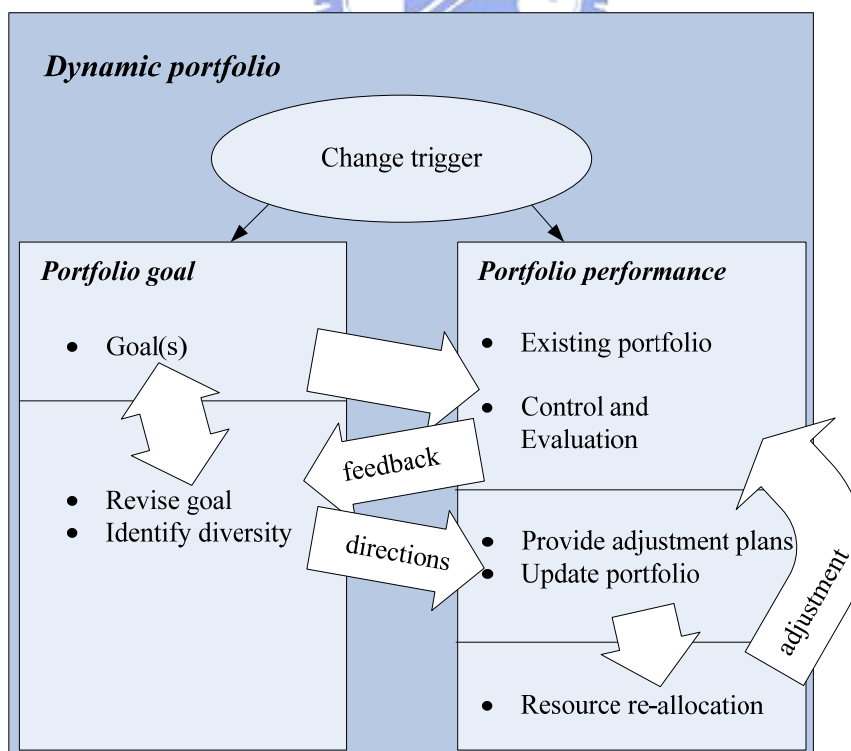 Dynamic portfolio
Change trigger
Portfolio goal
• Goal(s)
• Revise goal
• Identify diversity
Portfolio performance
• Existing portfolio
• Control and
Evaluation
feedback
directions
• Provide adjustment plans
• Update portfolio
• Resource re-allocation
adjustment